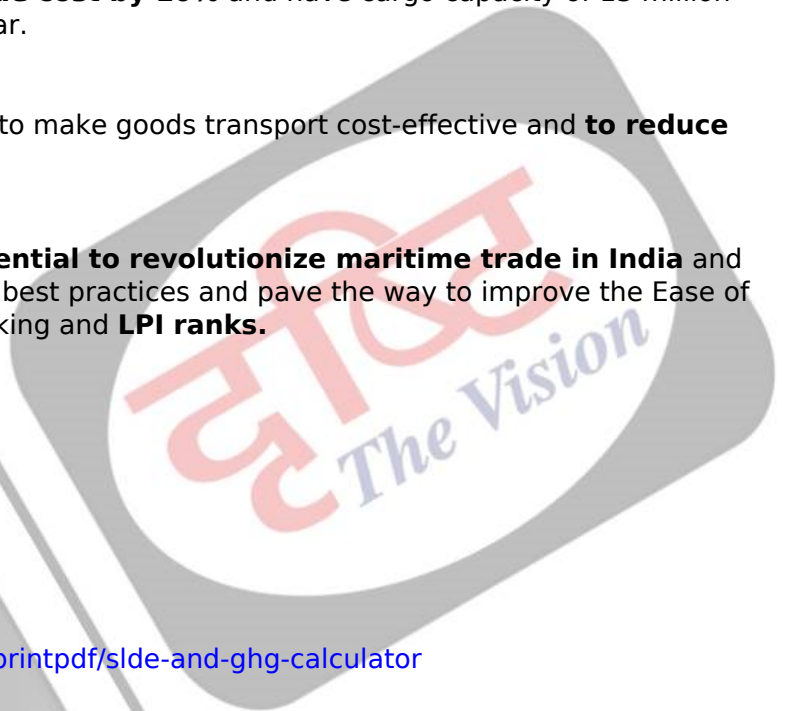 to make goods transport cost-effective and to reduce
ential to revolutionize maritime trade in India and
best practices and pave the way to improve the Ease of
king and LPI ranks.
दृष्टि
The Vision
printpdf/slde-and-ghg-calculator